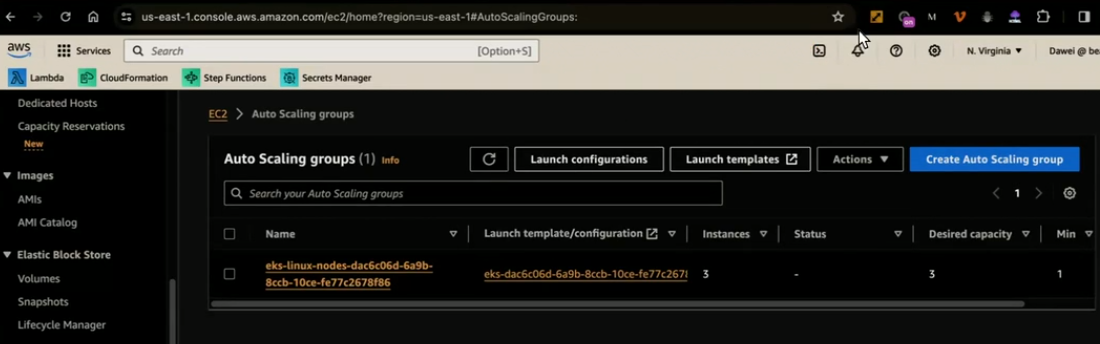 us-east-1.console.aws.amazon.com/ec2/home?region=us-east-1#AutoScalingGroups:
aws Services Search [Option+S] N. Virginia Dawei @ be
Lambda CloudFormation Step Functions Secrets Manager
Dedicated Hosts
Capacity Reservations
New
Images
AMIs
AMI Catalog
Elastic Block Store
Volumes
Snapshots
Lifecycle Manager
EC2 > Auto Scaling groups
Auto Scaling groups (1) Info Launch configurations Launch templates Actions Create Auto Scaling group
Search your Auto Scaling groups 1
Name Launch template/configuration Instances Status Desired capacity Min
eks-linux-nodes-dac6c06d-6a9b-
8ccb-10ce-fe77c2678f86
eks-dac6c06d-6a9b-8ccb-10ce-fe77c2678 3 - 3 1